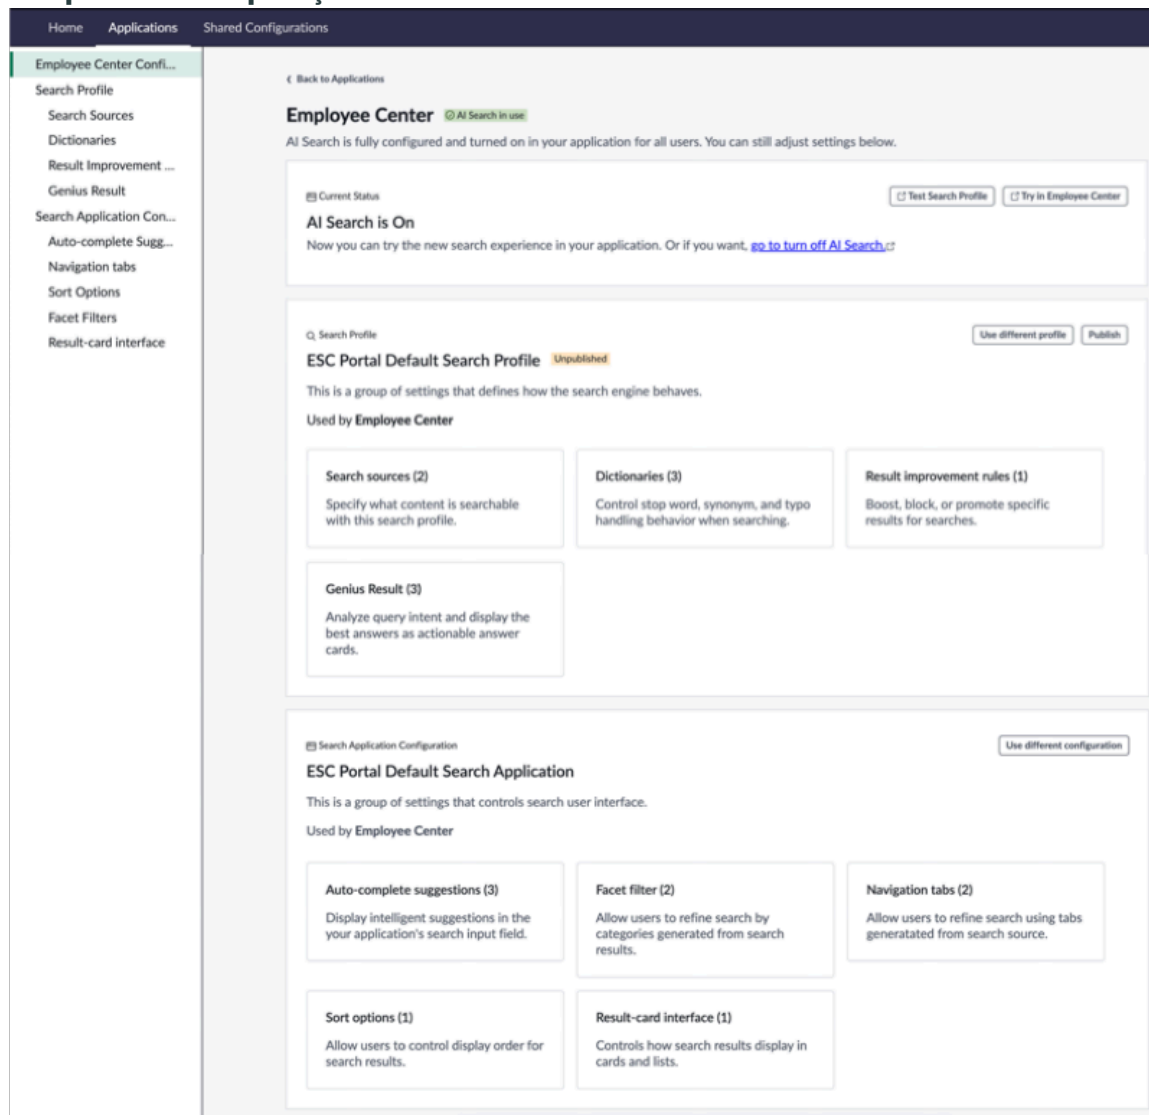 Home Applications Shared Configurations
Employee Center Confi...
Search Profile
Search Sources
Dictionaries
Result Improvement ...
Genius Result
Search Application Con...
Auto-complete Sugg...
Navigation tabs
Sort Options
Facet Filters
Result-card interface
Back to Applications
Employee Center AI Search in use
AI Search is fully configured and turned on in your application for all users. You can still adjust settings below.
Current Status
Test Search Profile Try in Employee Center
AI Search is On
Now you can try the new search experience in your application. Or if you want, go to turn off AI Search.
Search Profile
Use different profile Publish
ESC Portal Default Search Profile Unpublished
This is a group of settings that defines how the search engine behaves.
Used by Employee Center
Search sources (2)
Specify what content is searchable
with this search profile.
Dictionaries (3)
Control stop word, synonym, and typo
handling behavior when searching.
Result improvement rules (1)
Boost, block, or promote specific
results for searches.
Genius Result (3)
Analyze query intent and display the
best answers as actionable answer
cards.
Search Application Configuration
Use different configuration
ESC Portal Default Search Application
This is a group of settings that controls search user interface.
Used by Employee Center
Auto-complete suggestions (3)
Display intelligent suggestions in the
your application's search input field.
Facet filter (2)
Allow users to refine search by
categories generated from search
results.
Navigation tabs (2)
Allow users to refine search using tabs
generatated from search source.
Sort options (1)
Allow users to control display order for
search results.
Result-card interface (1)
Controls how search results display in
cards and lists.